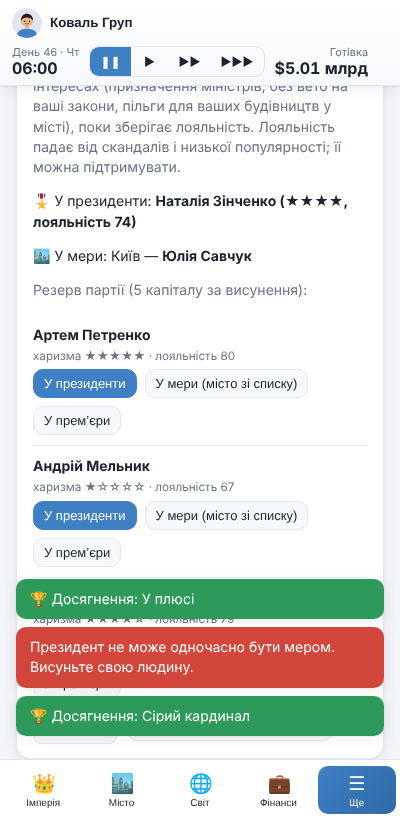 Коваль Груп
День 46 · Чт
06:00
Готівка
$5.01 млрд
інтересах (призначення міністрів, без вето на
ваші закони, пільги для ваших будівництв у
місті), поки зберігає лояльність. Лояльність
падає від скандалів і низької популярності; її
можна підтримувати.
🎖️ У президенти: Наталія Зінченко (★★★★,
лояльність 74)
🏙️ У мери: Київ — Юлія Савчук
Резерв партії (5 капіталу за висунення):
Артем Петренко
харизма ★★★★★ · лояльність 80
У президенти
У мери (місто зі списку)
У прем’єри
Андрій Мельник
харизма ★☆☆☆☆ · лояльність 67
У президенти
У мери (місто зі списку)
У прем’єри
🏆 Досягнення: У плюсі
Президент не може одночасно бути мером.
Висуньте свою людину.
🏆 Досягнення: Сірий кардинал
Імперія
Місто
Світ
Фінанси
Ще